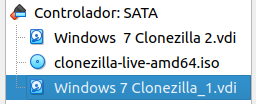 Controlador: SATA
Windows 7 Clonezilla 2.vdi
clonezilla-live-amd64.iso
Windows 7 Clonezilla_1.vdi